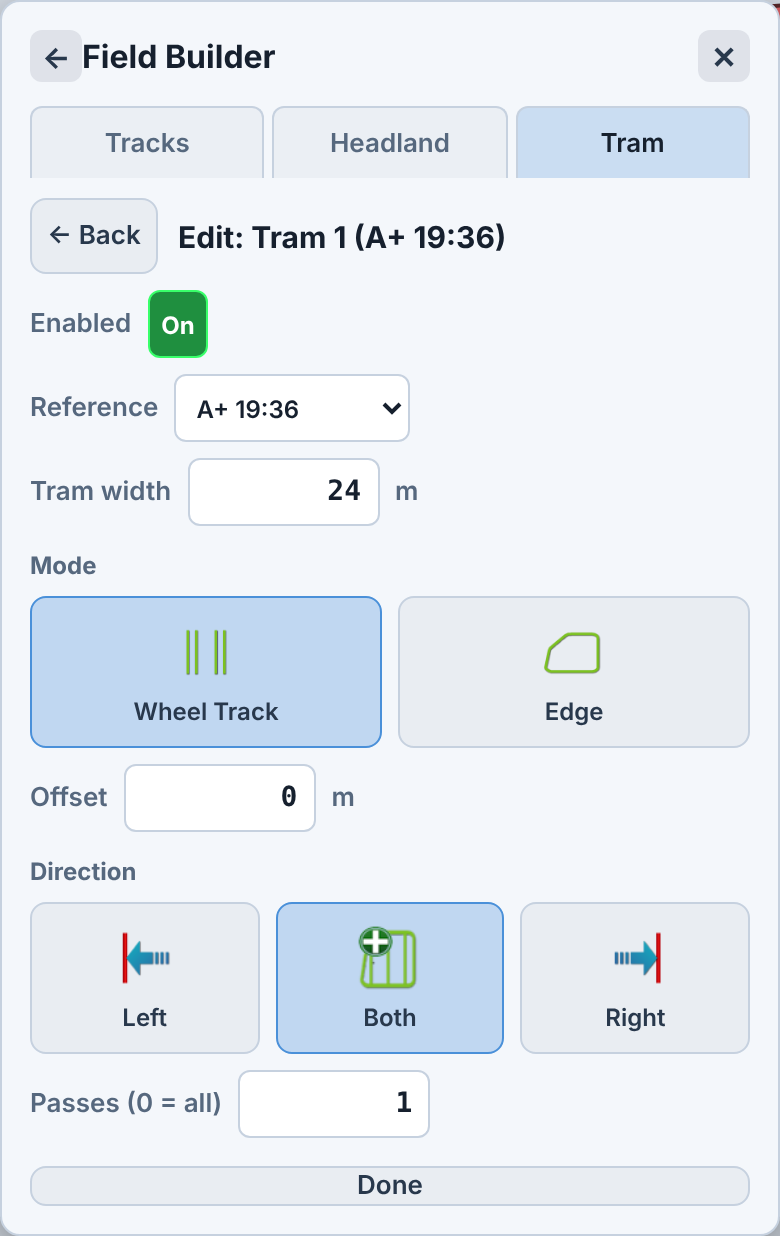 ← Field Builder ×
Tracks Headland Tram
← Back Edit: Tram 1 (A+ 19:36)
Enabled On
Reference A+ 19:36
Tram width 24 m
Mode
Wheel Track Edge
Offset 0 m
Direction
Left Both Right
Passes (0 = all) 1
Done